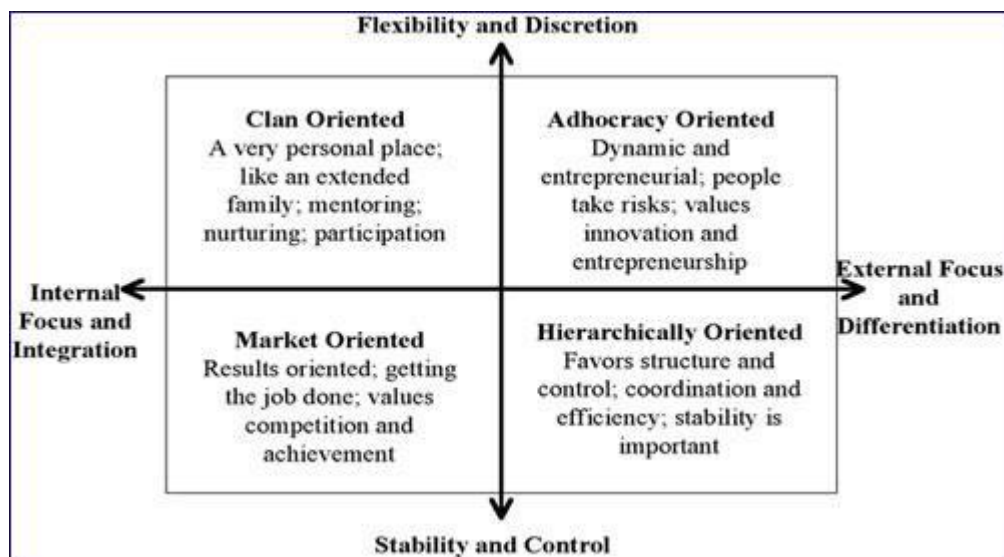 Flexibility and Discretion
Clan Oriented
A very personal place;
like an extended
family; mentoring;
nurturing; participation
Adhocracy Oriented
Dynamic and
entrepreneurial; people
take risks; values
innovation and
entrepreneurship
Internal
Focus and
Integration
External Focus
and
Differentiation
Market Oriented
Results oriented; getting
the job done; values
competition and
achievement
Hierarchically Oriented
Favors structure and
control; coordination and
efficiency; stability is
important
Stability and Control